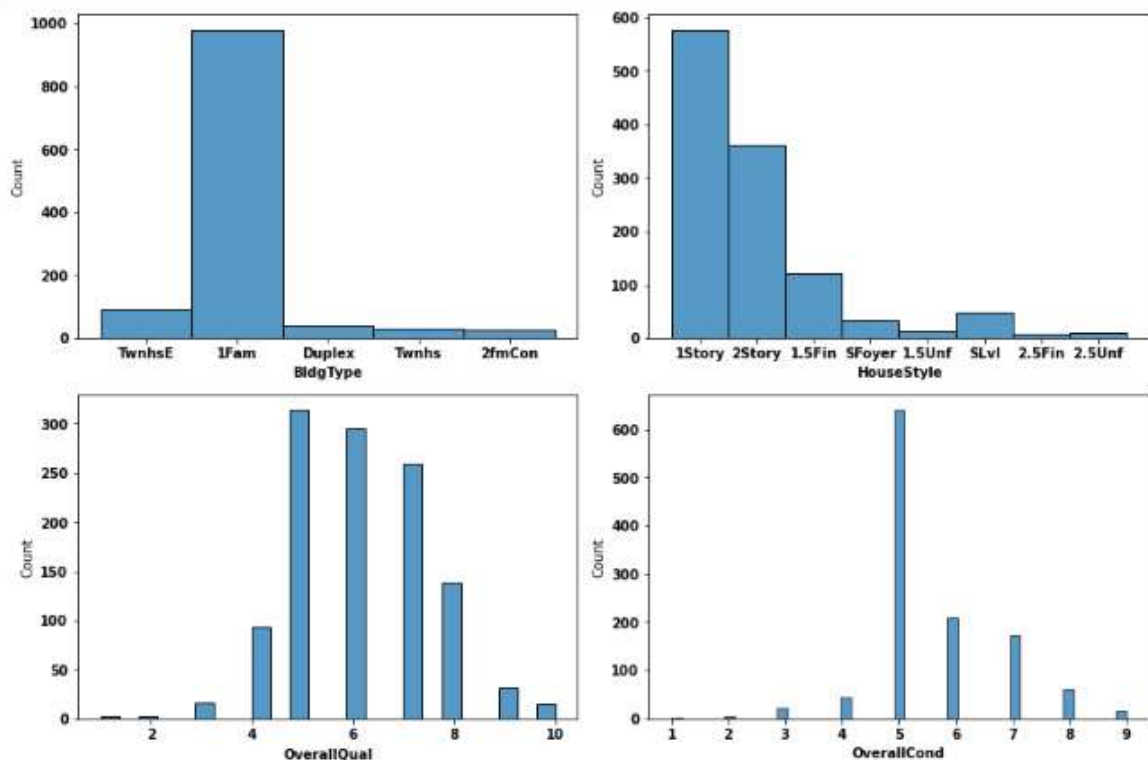 1000
800
600
400
200
0
Count
TwnhsE 1Fam Duplex Twnhs 2fmCon
BldgType
600
500
400
300
200
100
0
Count
1Story 2Story 1.5Fin SFoyer 1.5Unf SLvl 2.5Fin 2.5Unf
HouseStyle
300
250
200
150
100
50
0
Count
2 4 6 8 10
OverallQual
600
500
400
300
200
100
0
Count
1 2 3 4 5 6 7 8 9
OverallCond